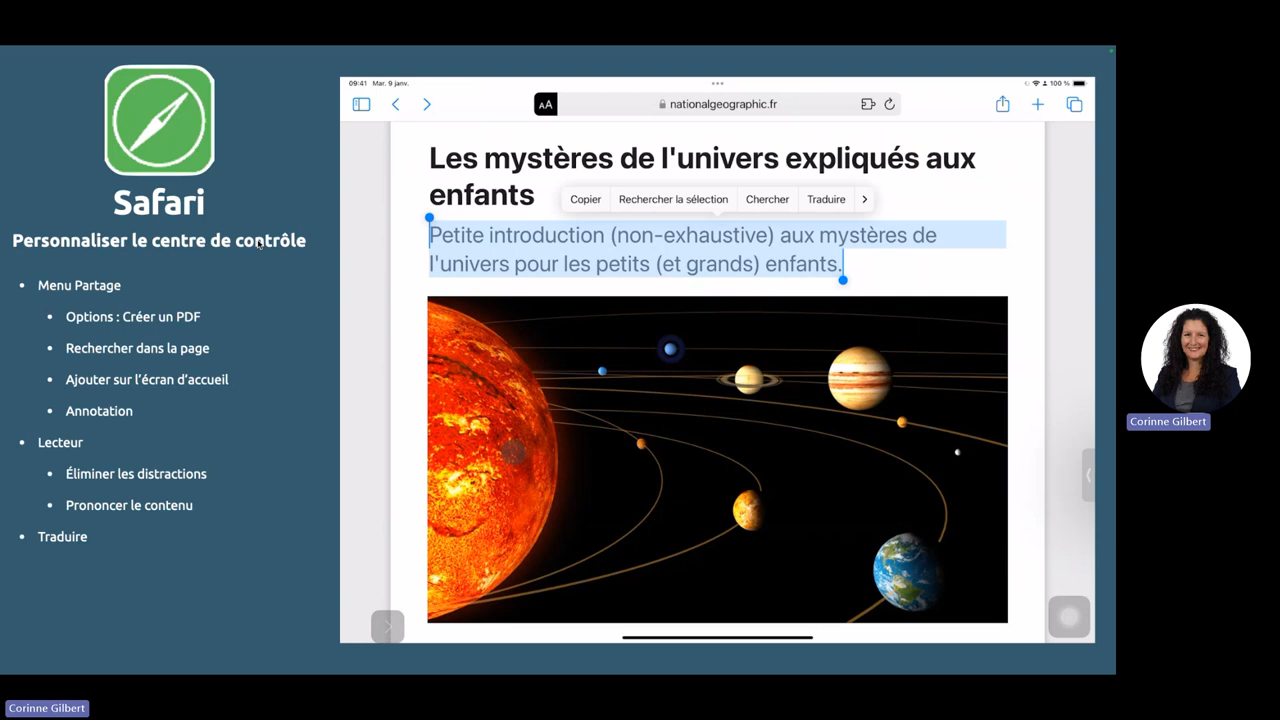 Safari
Personnaliser le centre de contrôle
• Menu Partage
• Options : Créer un PDF
• Rechercher dans la page
• Ajouter sur l'écran d'accueil
• Annotation
• Lecteur
• Éliminer les distractions
• Prononcer le contenu
• Traduire
09:41 Mar. 9 janv.
100 %
AA
nationalgeographic.fr
Les mystères de l'univers expliqués aux
enfants
Copier Rechercher la sélection Chercher Traduire
Petite introduction (non-exhaustive) aux mystères de
l'univers pour les petits (et grands) enfants.
Corinne Gilbert
Corinne Gilbert